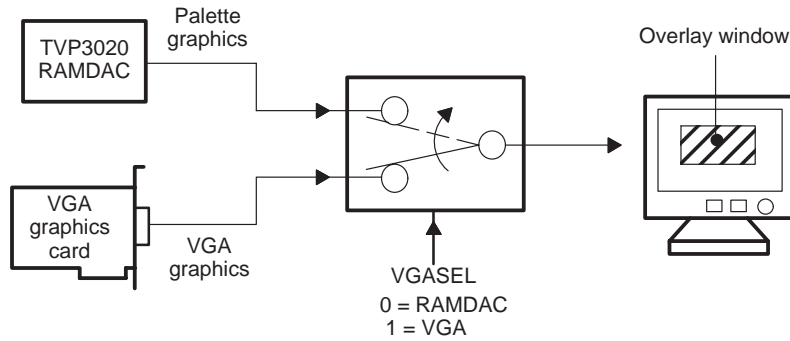 Palette
graphics
TVP3020
RAMDAC
Overlay window
VGA
graphics
card
VGA
graphics
VGASEL
0 = RAMDAC
1 = VGA